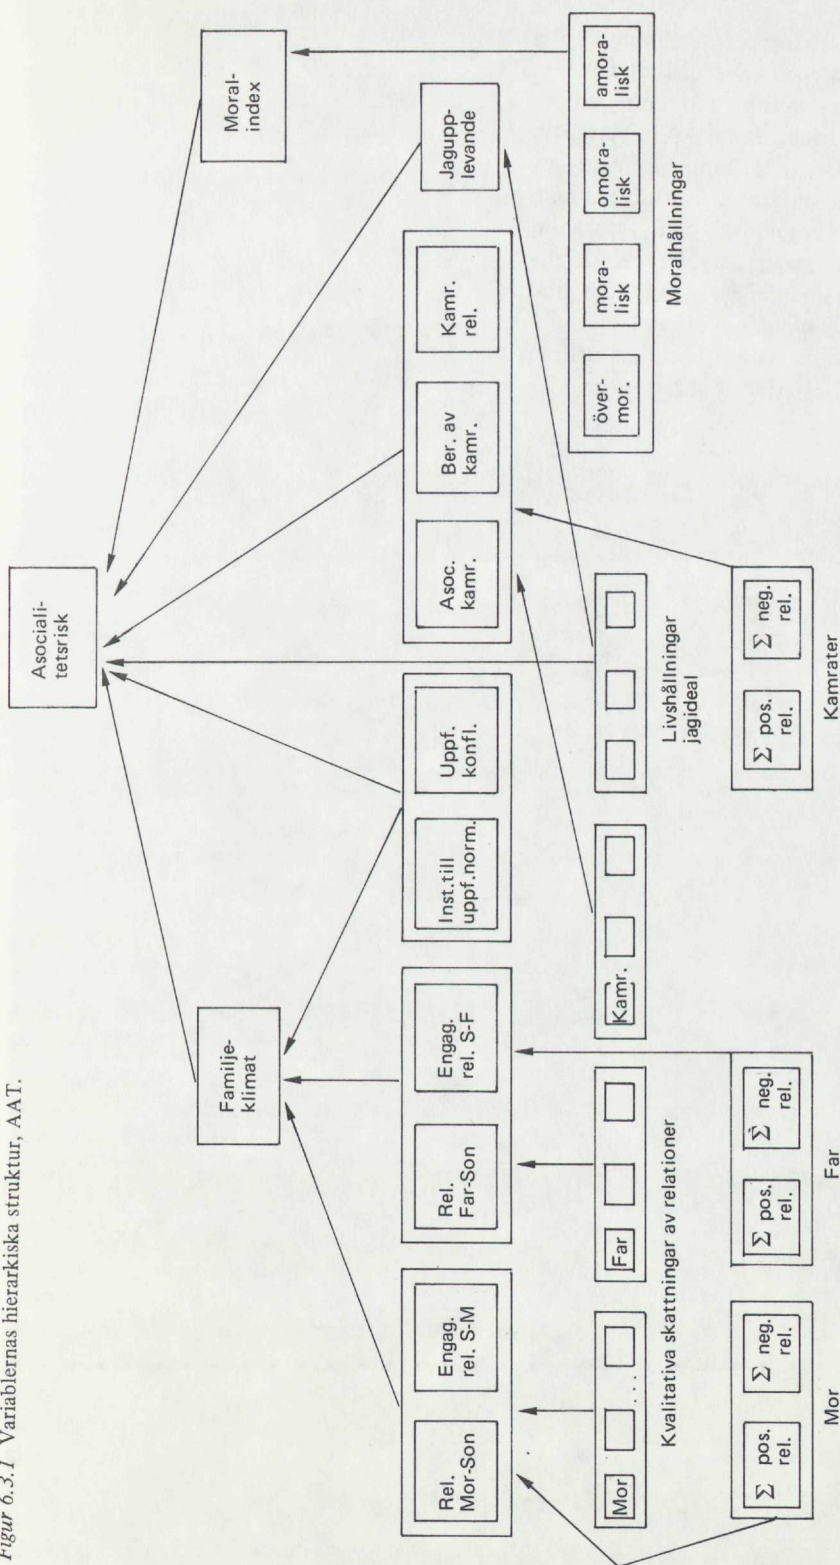 Figur 6.3.1 Variablernas hierarkiska struktur, AAT.
Asociali-
tetsrisk
Familje-
klimat
Moral-
index
Rel.
Mor-Son
Engag.
rel. S-M
Rel.
Far-Son
Engag.
rel. S-F
Inst.till
uppf.norm.
Uppf.
konfl.
Asoc.
kamr.
Ber. av
kamr.
Kamr.
rel.
Jagupp-
levande
Mor
. . .
Far
Kamr.
Kvalitativa skattningar av relationer
Livshållningar
jagideal
över-
mor.
mora-
lisk
omora-
lisk
amora-
lisk
Moralhållningar
Σ pos.
rel.
Σ neg.
rel.
Mor
Σ pos.
rel.
Σ neg.
rel.
Far
Σ pos.
rel.
Σ neg.
rel.
Kamrater